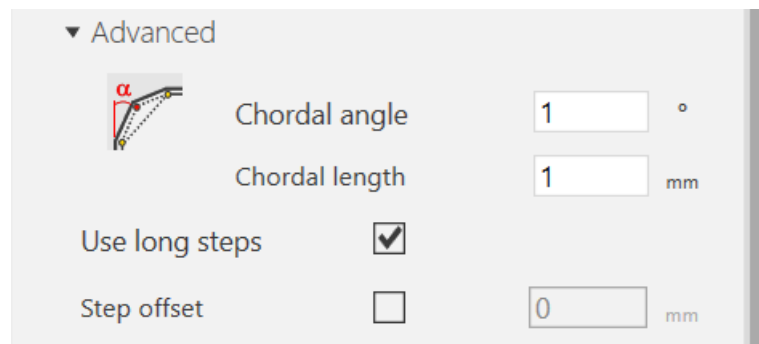 Advanced
α
Chordal angle 1 °
Chordal length 1 mm
Use long steps
Step offset 0 mm